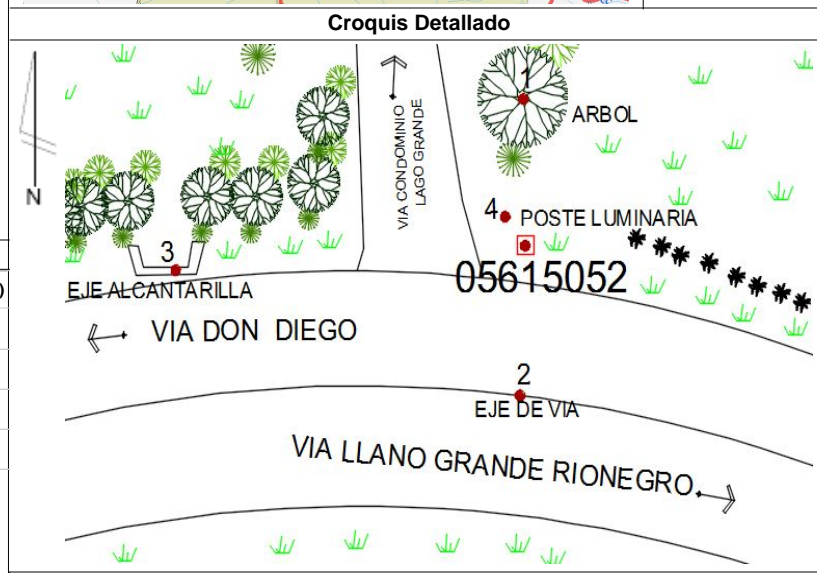 Croquis Detallado
N
VIA CONDOMINIO
LAGO GRANDE
1
ARBOL
4
POSTE LUMINARIA
05615052
3
EJE ALCANTARILLA
VIA DON DIEGO
2
EJE DE VIA
VIA LLANO GRANDE RIONEGRO.